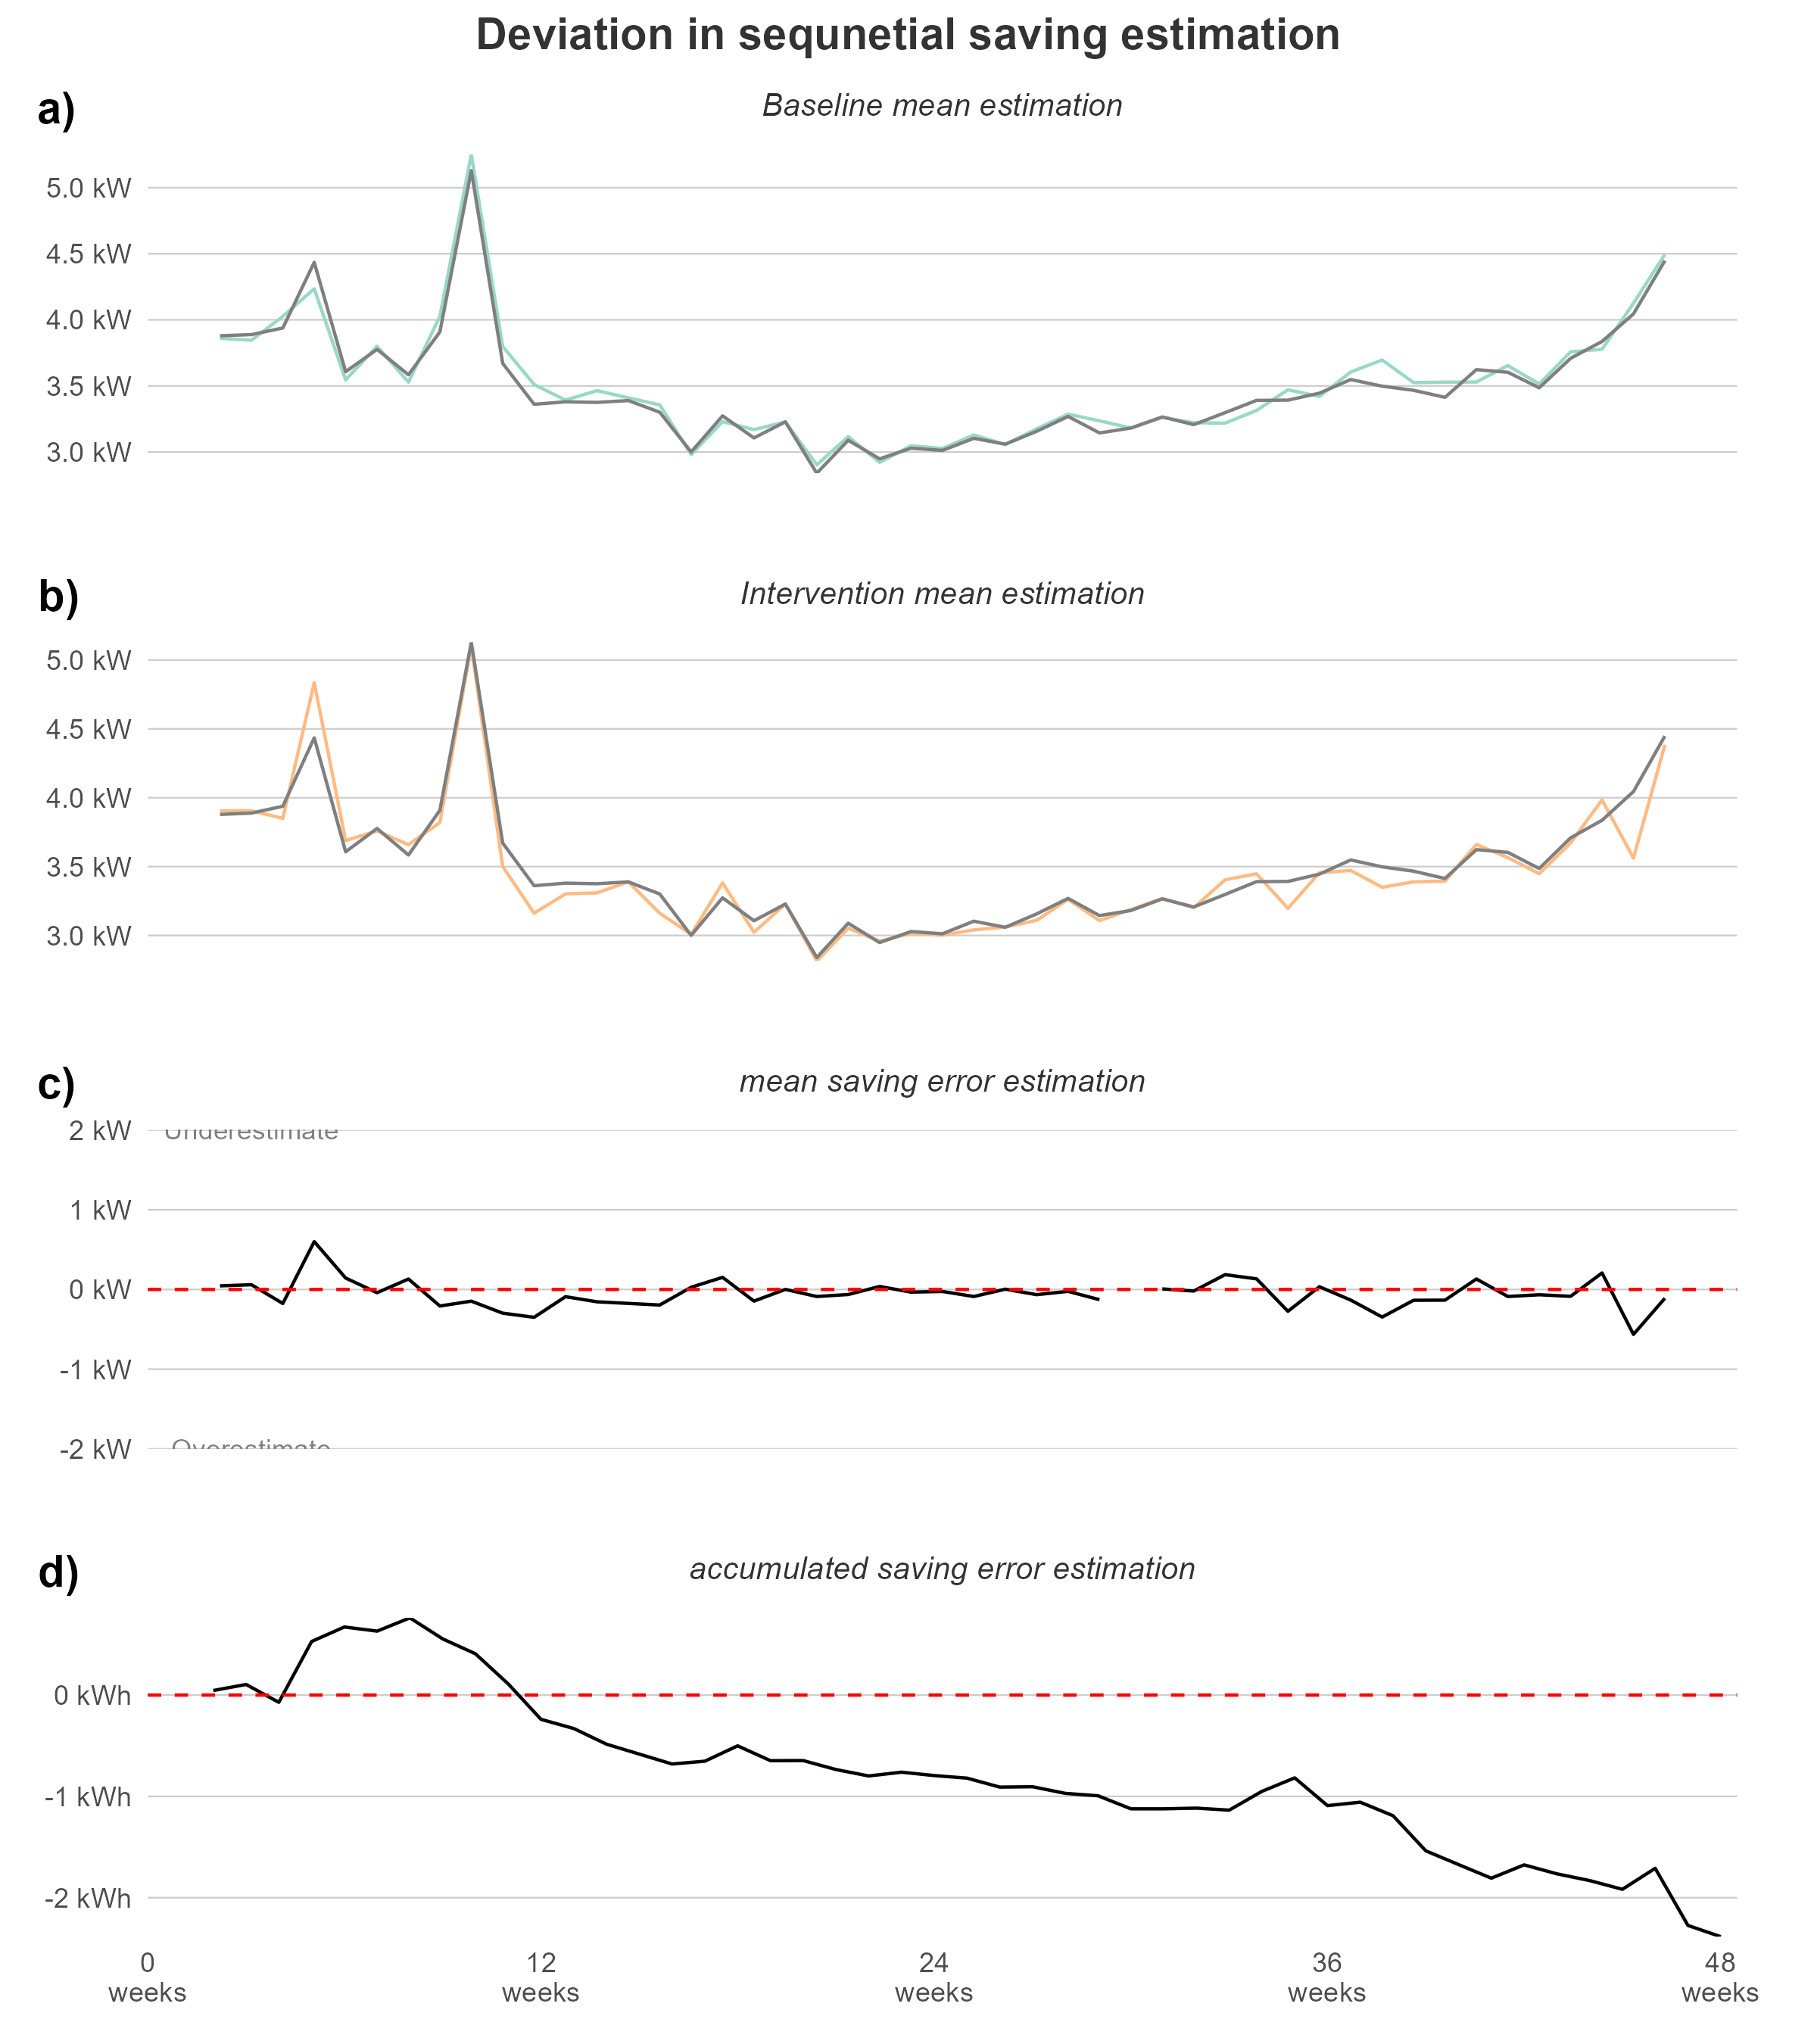 Deviation in sequnetial saving estimation
a)
Baseline mean estimation
5.0 kW
4.5 kW
4.0 kW
3.5 kW
3.0 kW
b)
Intervention mean estimation
5.0 kW
4.5 kW
4.0 kW
3.5 kW
3.0 kW
c)
mean saving error estimation
2 kW
Underestimate
1 kW
0 kW
-1 kW
-2 kW
Overestimate
d)
accumulated saving error estimation
0 kWh
-1 kWh
-2 kWh
0 12 24 36 48
weeks weeks weeks weeks weeks